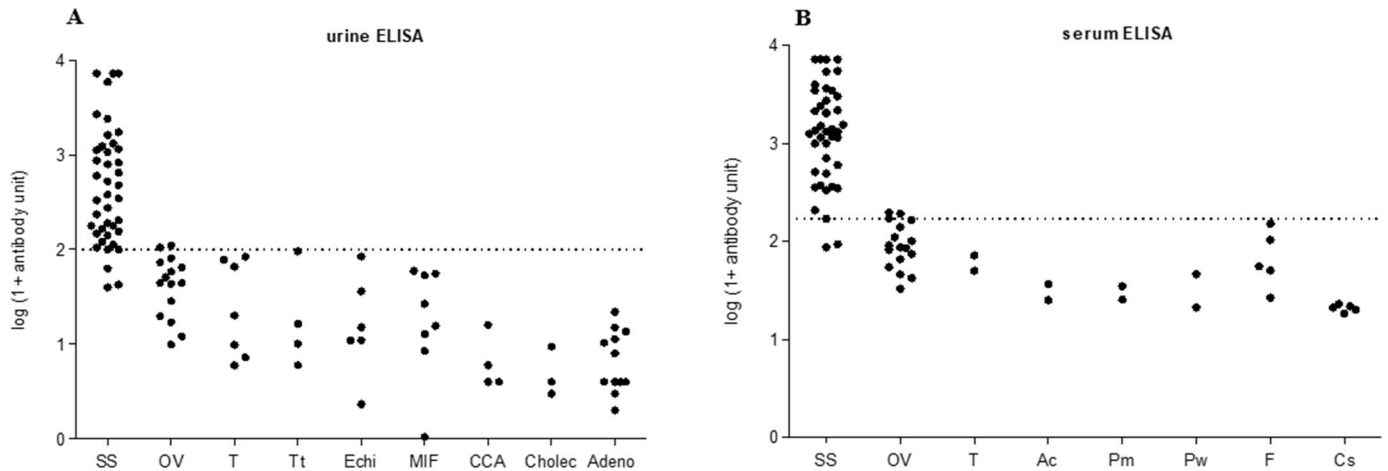 A
urine ELISA
log (1+ antibody unit)
4
3
2
1
0
SS OV T Tt Echi MIF CCA Cholec Adeno
B
serum ELISA
log (1+ antibody unit)
4
3
2
1
0
SS OV T Ac Pm Pw F Cs